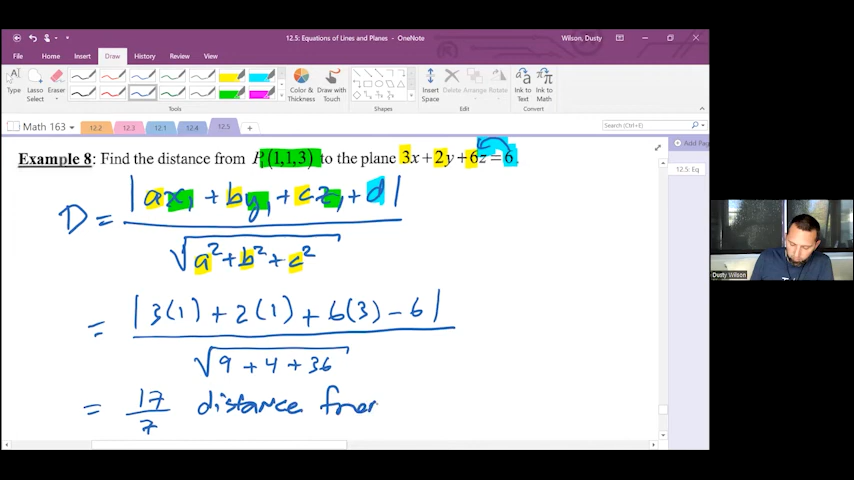 12.5: Equations of Lines and Planes - OneNote
Wilson, Dusty
File Home Insert Draw History Review View
Type
Lasso Select
Eraser
Color & Thickness
Draw with Touch
Insert Space
Delete
Arrange
Rotate
Ink to Text
Ink to Math
Tools
Shapes
Edit
Convert
Math 163 12.2 12.3 12.1 12.4 12.5 +
Search (Ctrl+E)
Add Pag
12.5 Eq
Example 8: Find the distance from P₁(1,1,3) to the plane 3x+2y+6z=6.
D = |ax₁ + by₁ + cz₁ + d| / √a² + b² + c²
= |3(1) + 2(1) + 6(3) - 6| / √9 + 4 + 36
= 17/7 distance from
Dusty Wilson